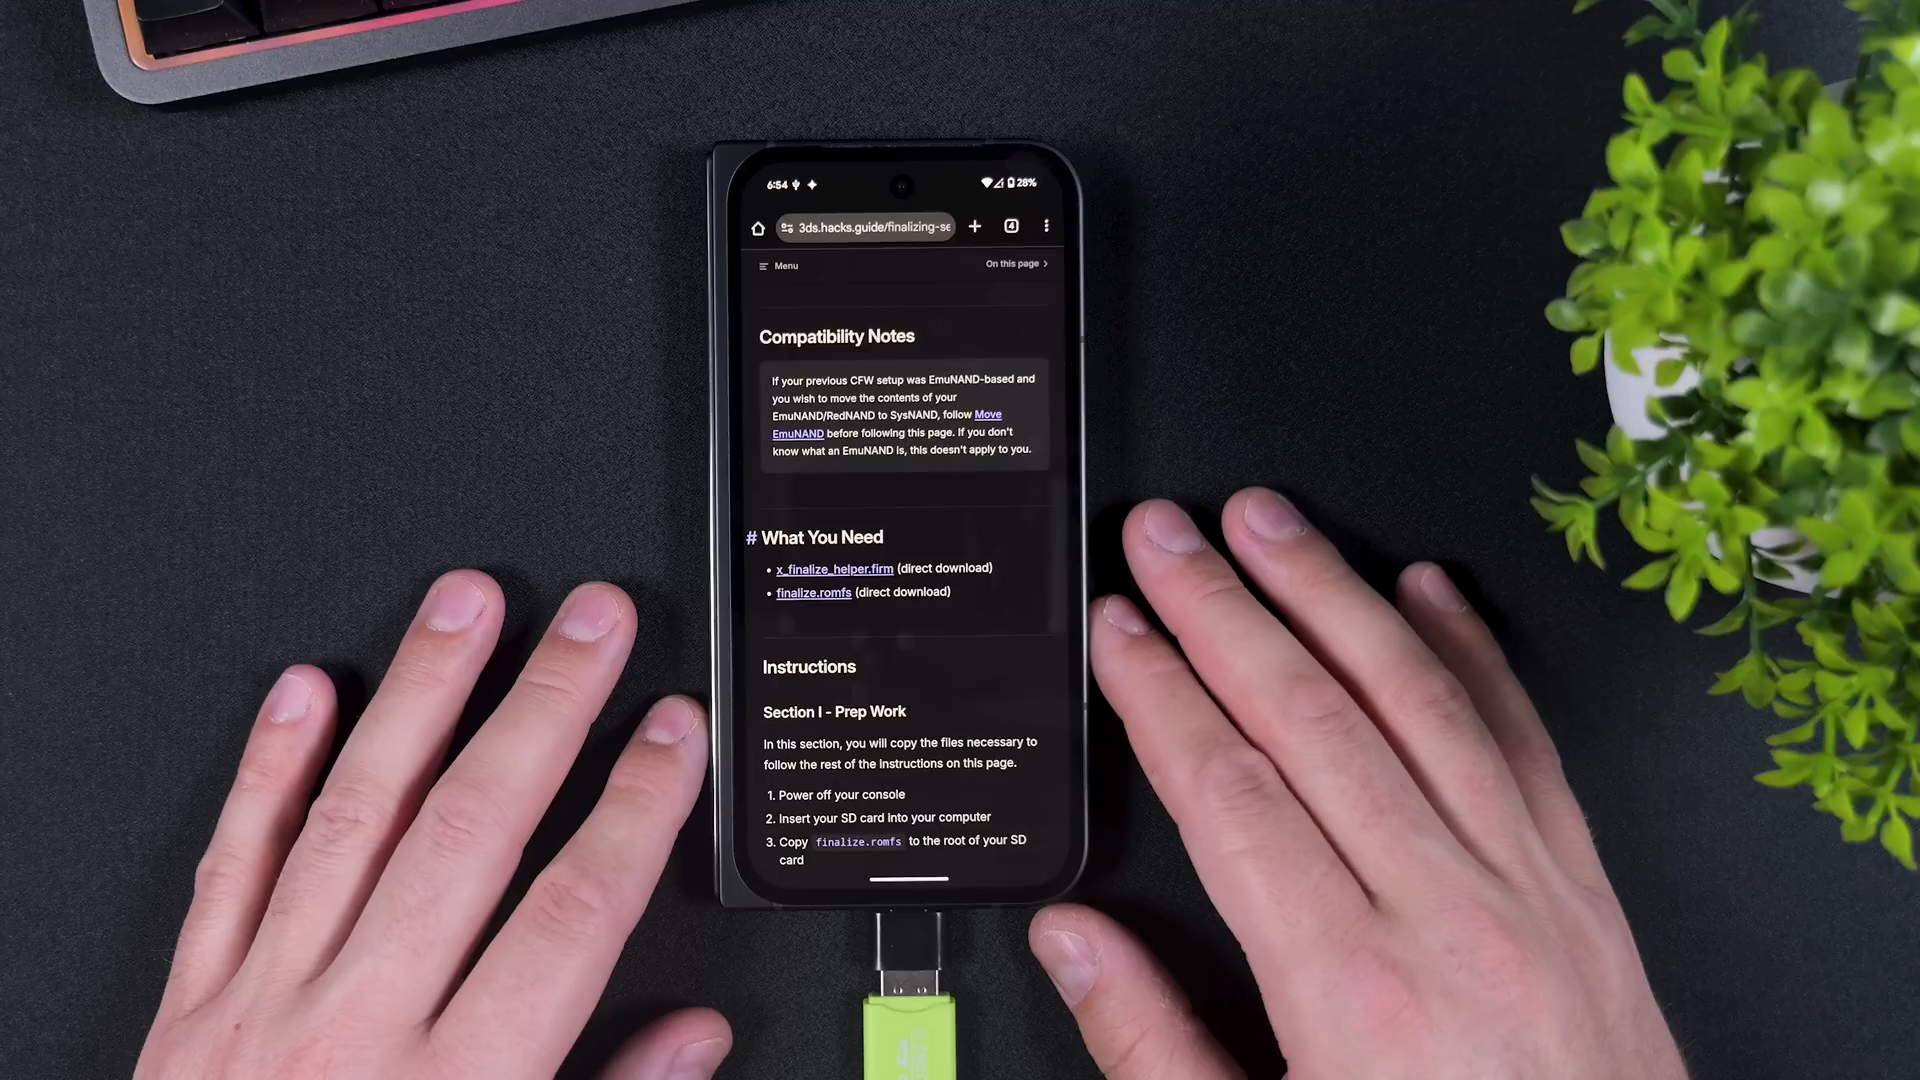 6:54
28%
3ds.hacks.guide/finalizing-se
4
Menu
On this page
Compatibility Notes
If your previous CFW setup was EmuNAND-based and
you wish to move the contents of your
EmuNAND/RedNAND to SysNAND, follow Move
EmuNAND before following this page. If you don't
know what an EmuNAND is, this doesn't apply to you.
# What You Need
• x_finalize_helper.firm (direct download)
• finalize.romfs (direct download)
Instructions
Section I - Prep Work
In this section, you will copy the files necessary to
follow the rest of the instructions on this page.
1. Power off your console
2. Insert your SD card into your computer
3. Copy finalize.romfs to the root of your SD
card